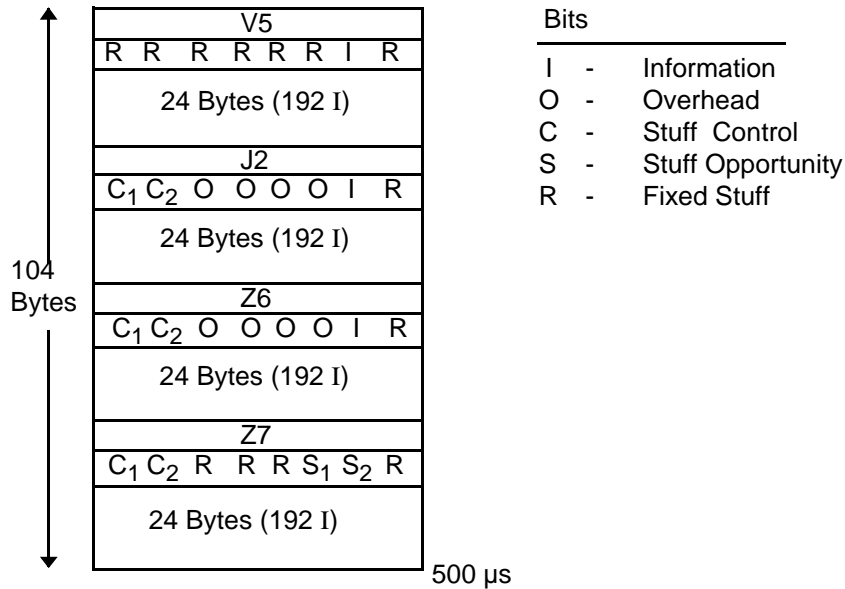 V5
R R R R R R I R
24 Bytes (192 I)
J2
C1 C2 O O O O I R
24 Bytes (192 I)
Z6
C1 C2 O O O O I R
24 Bytes (192 I)
Z7
C1 C2 R R R S1 S2 R
24 Bytes (192 I)
104
Bytes
500 µs
Bits
I - Information
O - Overhead
C - Stuff Control
S - Stuff Opportunity
R - Fixed Stuff